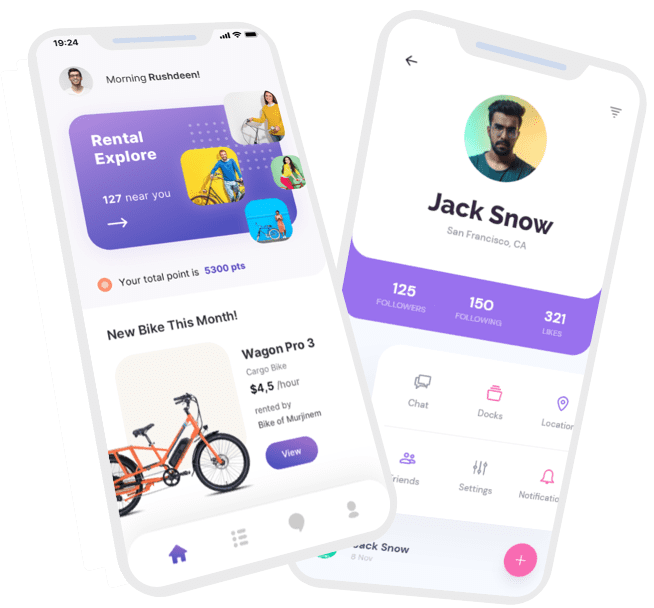 19:24
Morning Rushdeen!
Rental
Explore
127 near you
Your total point is 5300 pts
New Bike This Month!
Wagon Pro 3
Cargo Bike
$4,5 /hour
rented by
Bike of Murjinem
View
Jack Snow
San Francisco, CA
125
FOLLOWERS
150
FOLLOWING
321
LIKES
Chat
Docks
Location
Friends
Settings
Notification
Jack Snow
6 Nov